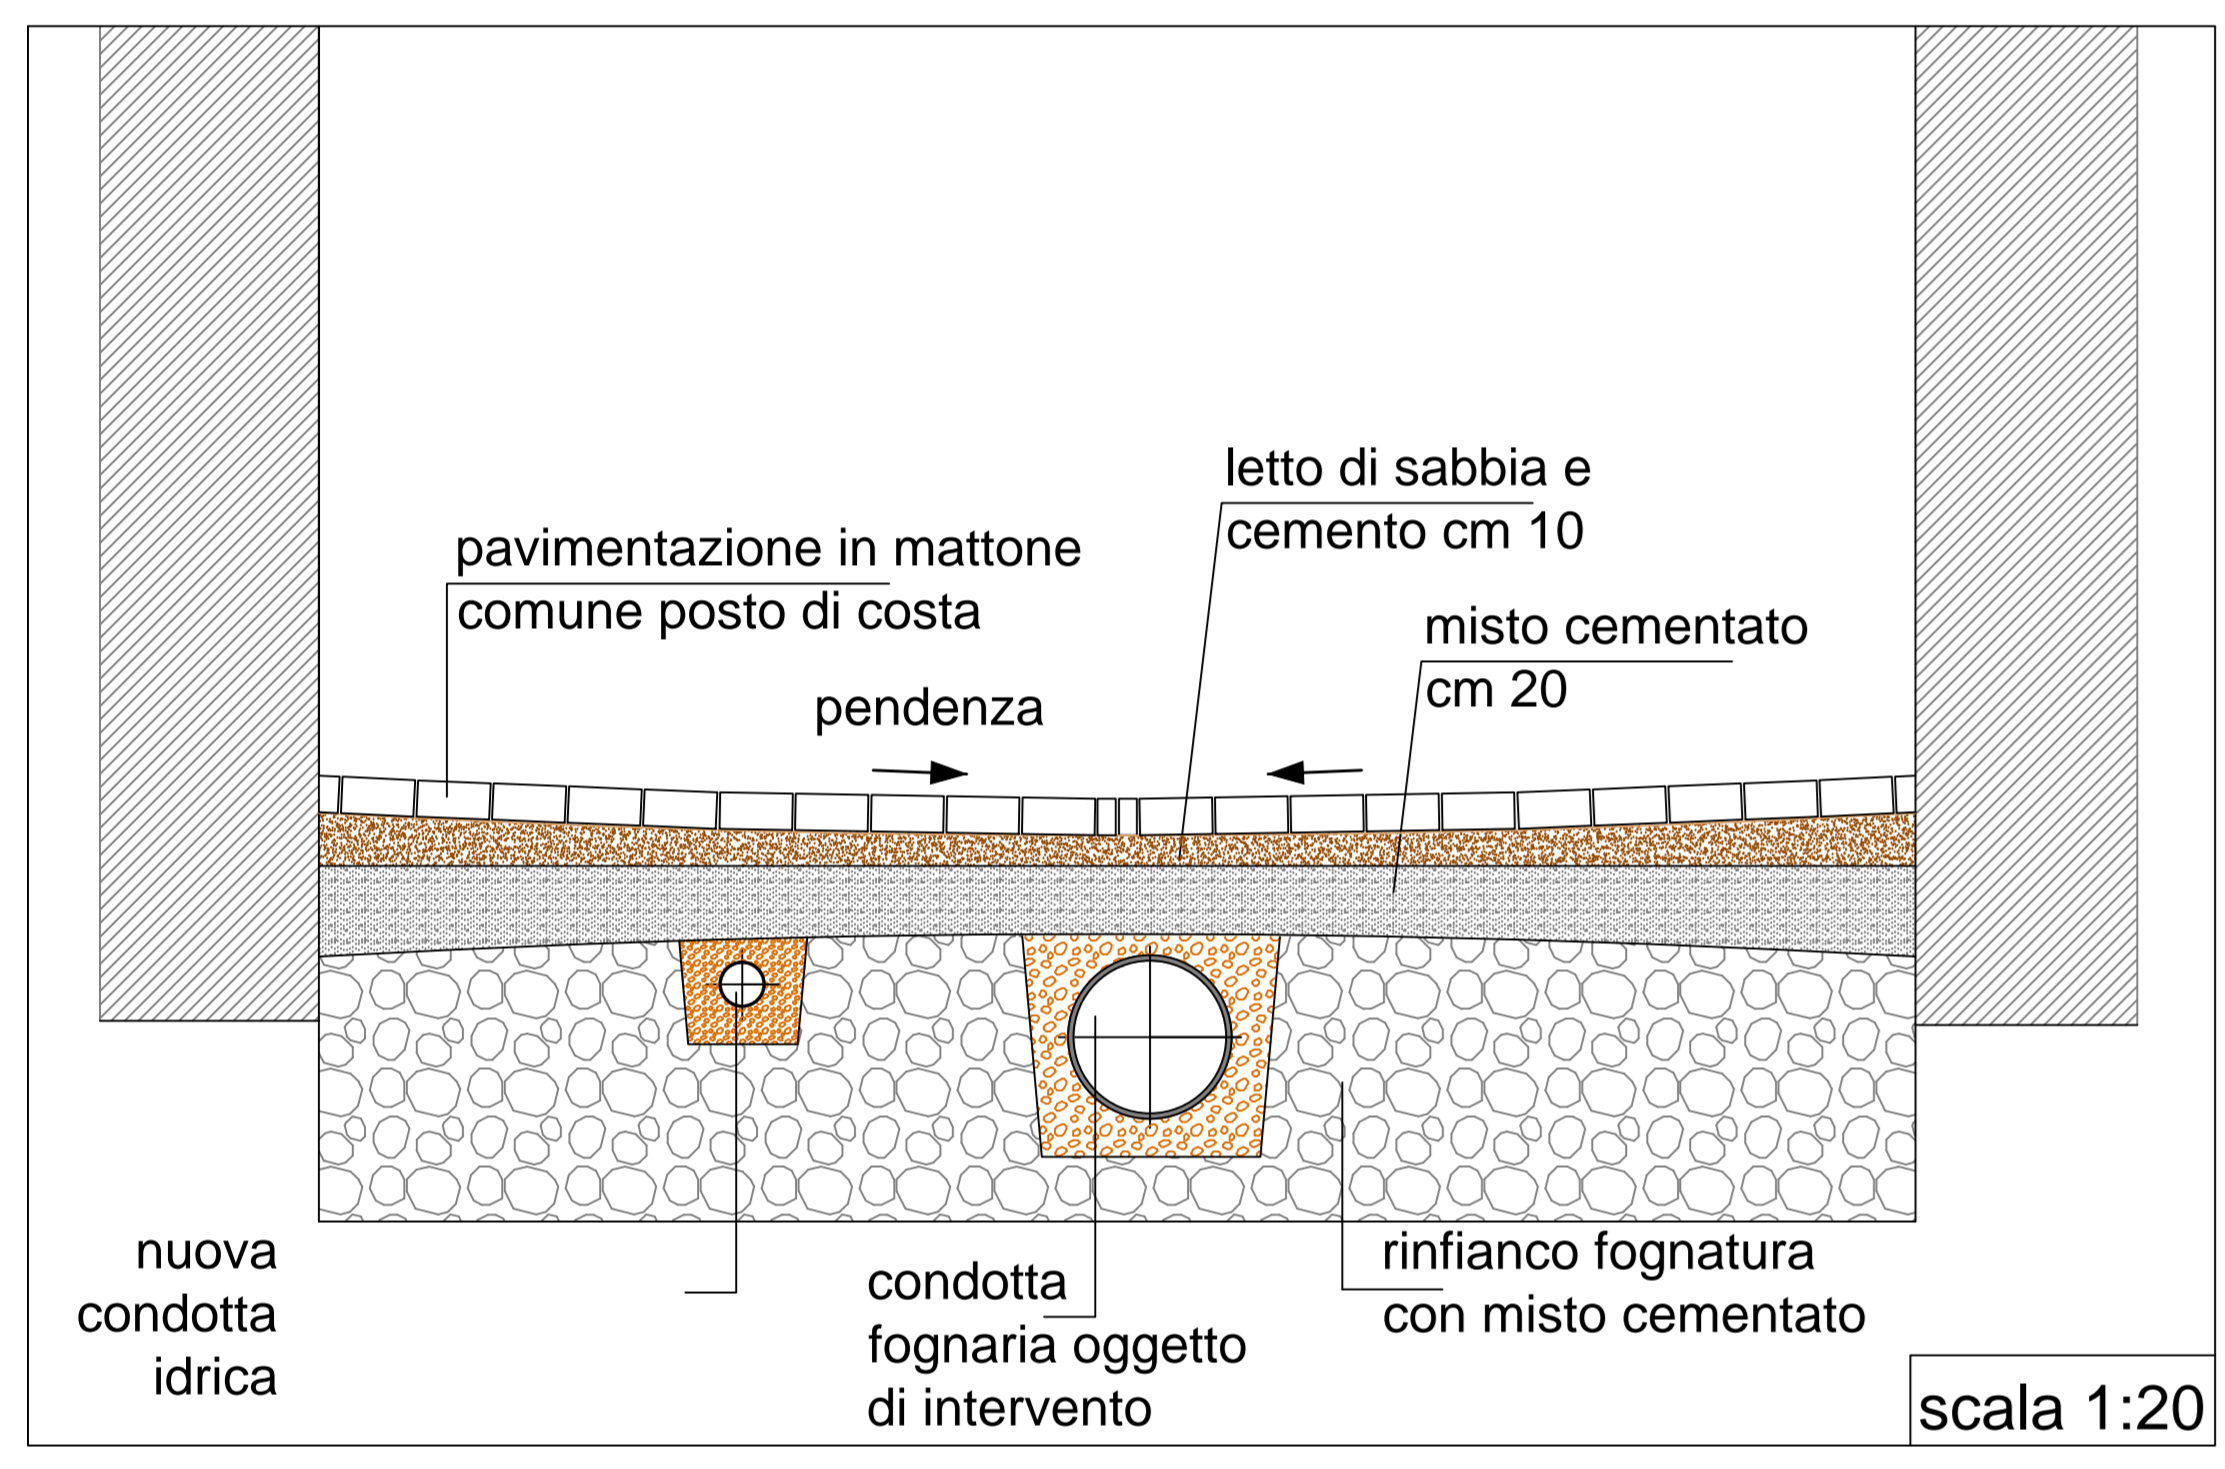 letto di sabbia e
cemento cm 10
pavimentazione in mattone
comune posto di costa
misto cementato
cm 20
pendenza
nuova
condotta
idrica
condotta
fognaria oggetto
di intervento
rinfianco fognatura
con misto cementato
scala 1:20